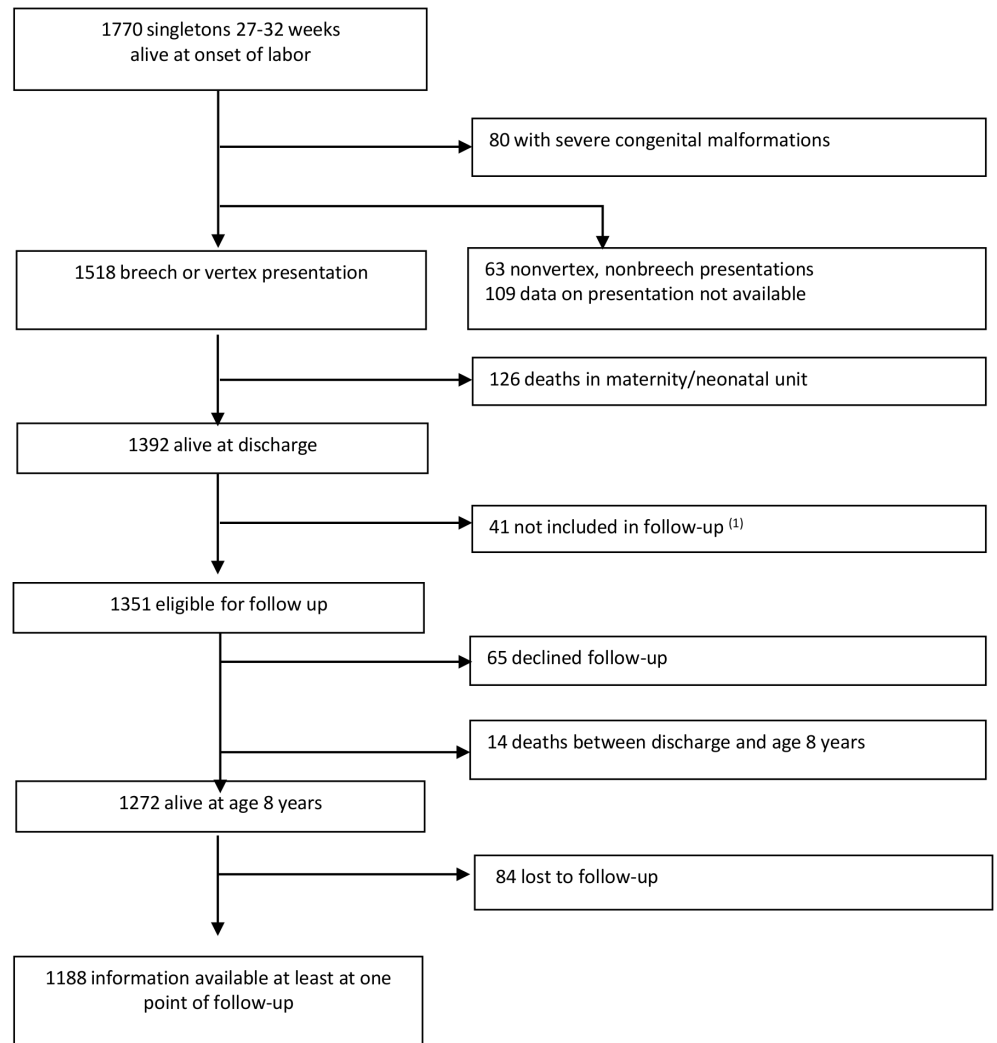 1770 singletons 27-32 weeks
alive at onset of labor
80 with severe congenital malformations
1518 breech or vertex presentation
63 nonvertex, nonbreech presentations
109 data on presentation not available
126 deaths in maternity/neonatal unit
1392 alive at discharge
41 not included in follow-up (1)
1351 eligible for follow up
65 declined follow-up
14 deaths between discharge and age 8 years
1272 alive at age 8 years
84 lost to follow-up
1188 information available at least at one
point of follow-up